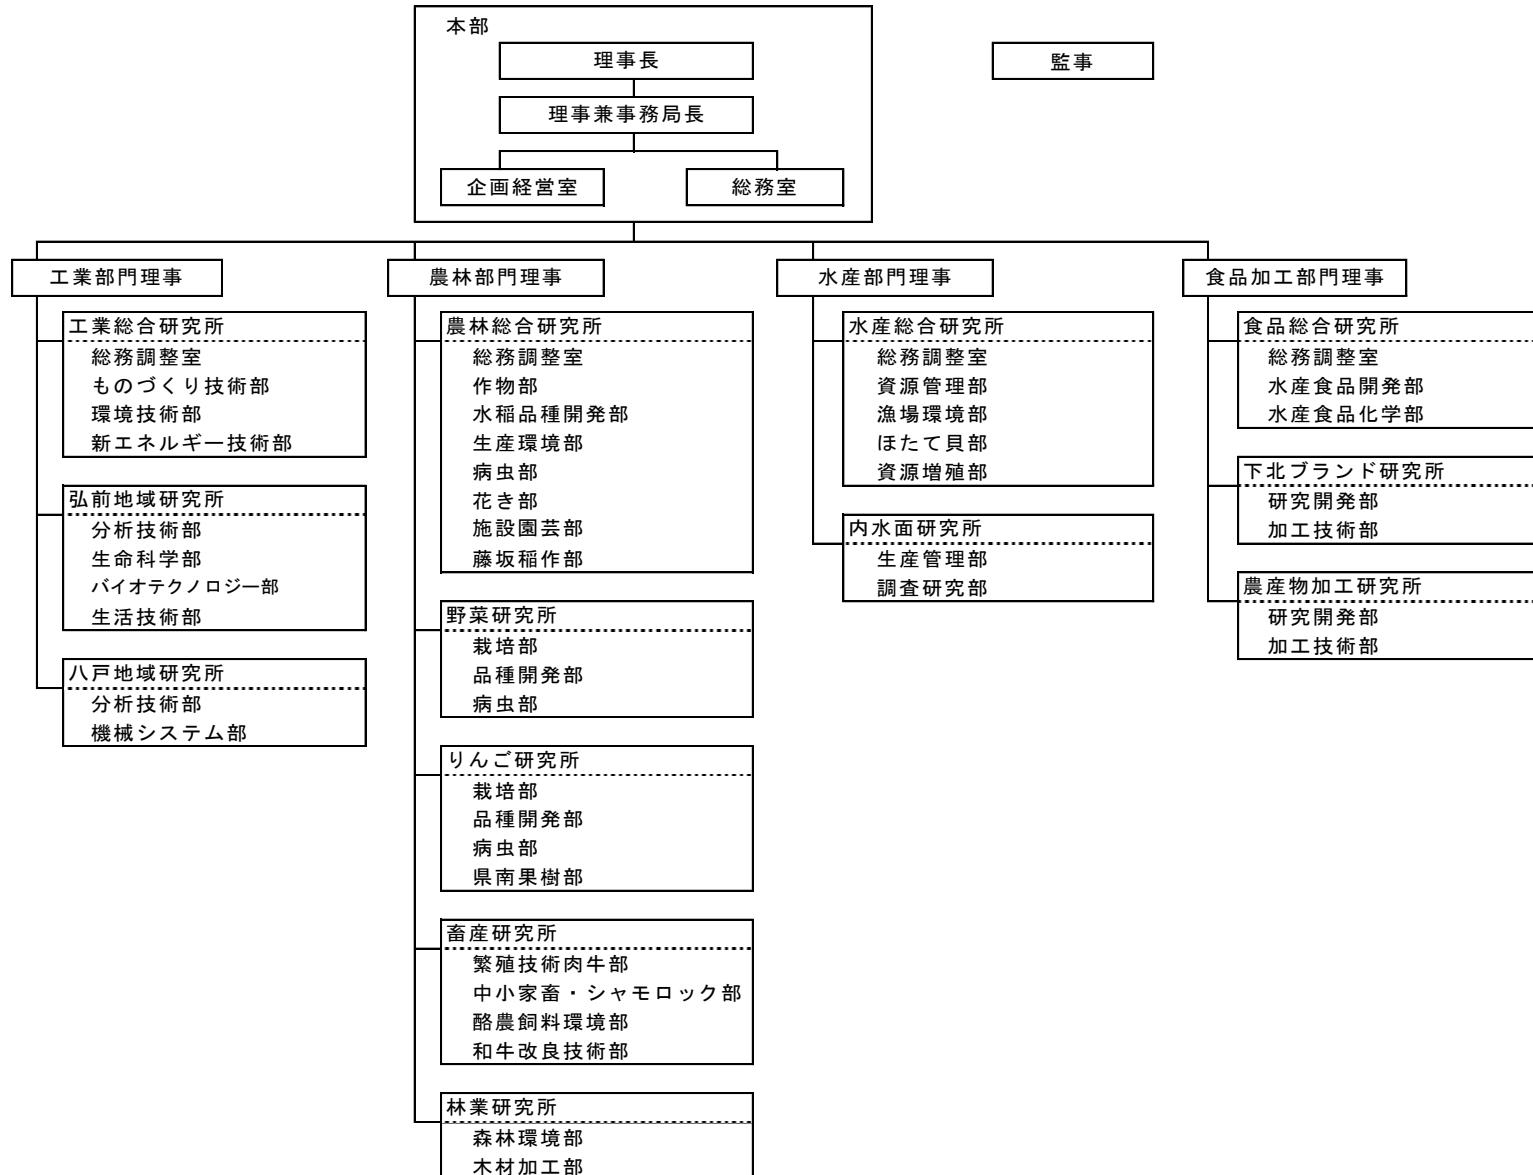 本部
理事長
監事
理事兼事務局長
企画経営室
総務室
工業部門理事
工業総合研究所
総務調整室
ものづくり技術部
環境技術部
新エネルギー技術部
弘前地域研究所
分析技術部
生命科学部
バイオテクノロジー部
生活技術部
八戸地域研究所
分析技術部
機械システム部
農林部門理事
農林総合研究所
総務調整室
作物部
水稲品種開発部
生産環境部
病虫部
花き部
施設園芸部
藤坂稲作部
野菜研究所
栽培部
品種開発部
病虫部
りんご研究所
栽培部
品種開発部
病虫部
県南果樹部
畜産研究所
繁殖技術肉牛部
中小家畜・シャモロック部
酪農飼料環境部
和牛改良技術部
林業研究所
森林環境部
木材加工部
水産部門理事
水産総合研究所
総務調整室
資源管理部
漁場環境部
ほたて貝部
資源増殖部
内水面研究所
生産管理部
調査研究部
食品加工部門理事
食品総合研究所
総務調整室
水産食品開発部
水産食品化学部
下北ブランド研究所
研究開発部
加工技術部
農産物加工研究所
研究開発部
加工技術部